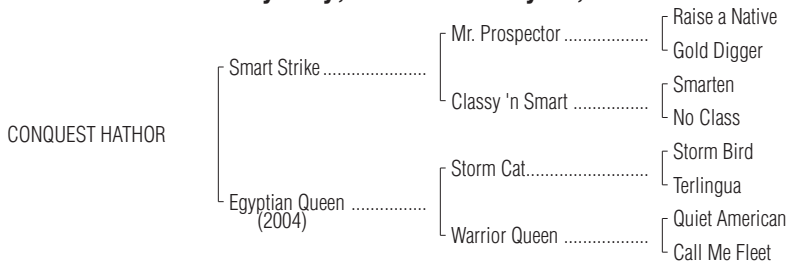 Raise a Native
Mr. Prospector ..................
Gold Digger
Smart Strike ......................
Smarten
Classy 'n Smart ................
No Class
CONQUEST HATHOR
Storm Bird
Storm Cat..........................
Terlingua
Egyptian Queen ................
(2004)
Quiet American
Warrior Queen ..................
Call Me Fleet